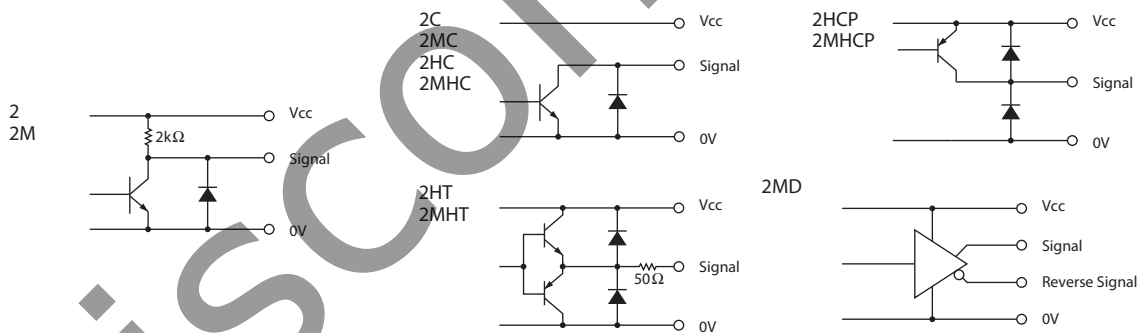 2
2M
Vcc
2kΩ
Signal
0V
2C
2MC
2HC
2MHC
Vcc
Signal
0V
2HT
2MHT
Vcc
Signal
50Ω
0V
2HCP
2MHCP
Vcc
Signal
0V
2MD
Vcc
Signal
Reverse Signal
0V